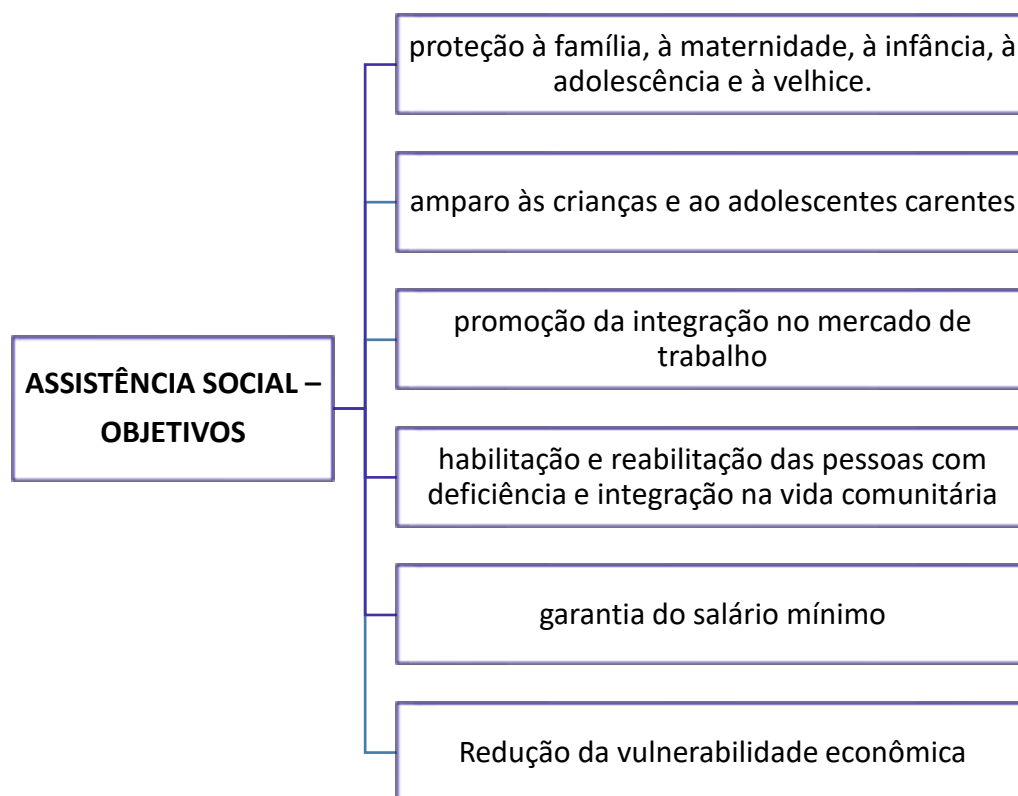 proteção à família, à maternidade, à infância, à
adolescência e à velhice.
amparo às crianças e ao adolescentes carentes
promoção da integração no mercado de
trabalho
ASSISTÊNCIA SOCIAL –
OBJETIVOS
habilitação e reabilitação das pessoas com
deficiência e integração na vida comunitária
garantia do salário mínimo
Redução da vulnerabilidade econômica